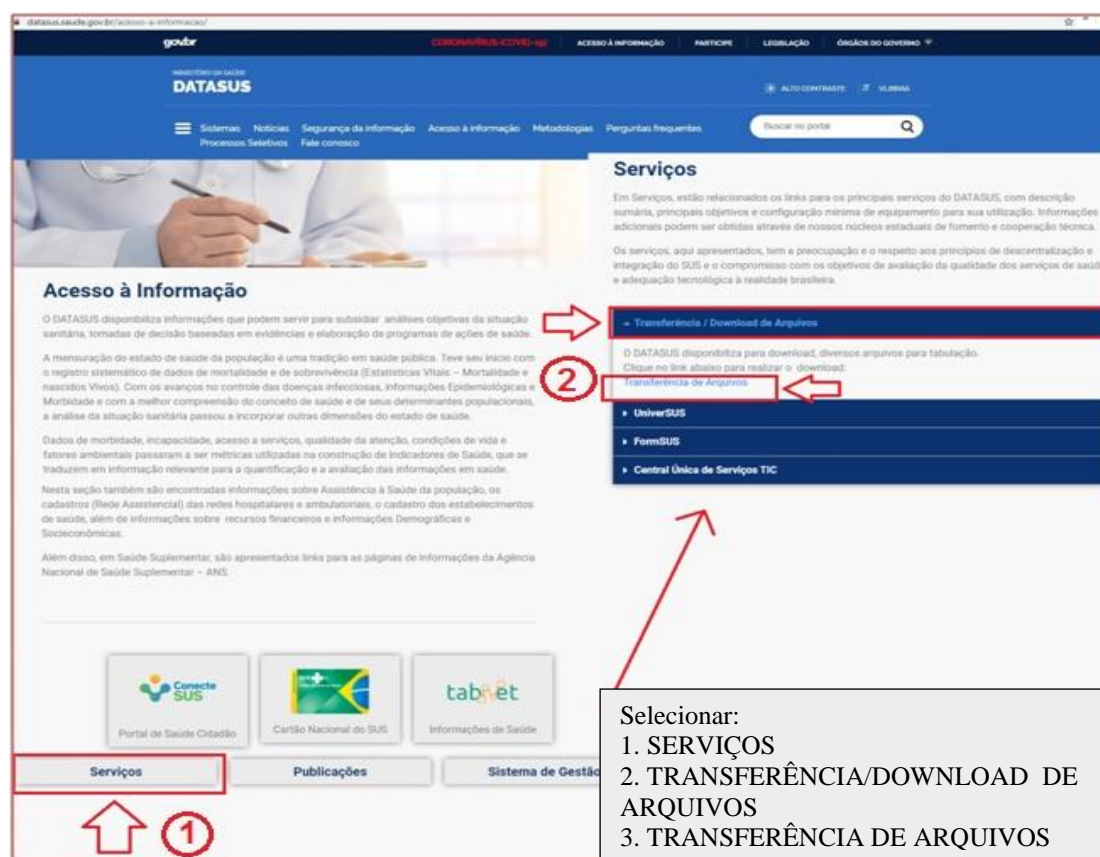 datasus.saude.gov.br/acesso-a-informacao/
govbr
CORONAVÍRUS (COVID-19)
ACESSO À INFORMAÇÃO
PARTICIPE
LEGISLAÇÃO
ÓRGÃOS DO GOVERNO
MINISTÉRIO DA SAÚDE
DATASUS
ALTO CONTRASTE
VLIBRAS
Sistemas Notícias Segurança da informação Acesso à informação Metodologias Perguntas frequentes
Processos Seletivos Fale conosco
Buscar no portal
Acesso à Informação
O DATASUS disponibiliza informações que podem servir para subsidiar análises objetivas da situação
sanitária, tomadas de decisão baseadas em evidências e elaboração de programas de ações de saúde.
A mensuração do estado de saúde da população é uma tradição em saúde pública. Teve seu início com
o registro sistemático de dados de mortalidade e de sobrevivência (Estatísticas Vitais – Mortalidade e
nascidos Vivos). Com os avanços no controle das doenças infecciosas, informações Epidemiológicas e
Morbidade e com a melhor compreensão do conceito de saúde e de seus determinantes populacionais,
a análise da situação sanitária passou a incorporar outras dimensões do estado de saúde.
Dados de morbidade, incapacidade, acesso a serviços, qualidade da atenção, condições de vida e
fatores ambientais passaram a ser métricas utilizadas na construção de Indicadores de Saúde, que se
traduzem em informação relevante para a quantificação e a avaliação das informações em saúde.
Nesta seção também são encontradas informações sobre Assistência à Saúde da população, os
cadastros (Rede Assistencial) das redes hospitalares e ambulatoriais, o cadastro dos estabelecimentos
de saúde, além de informações sobre recursos financeiros e informações Demográficas e
Socioeconômicas.
Além disso, em Saúde Suplementar, são apresentados links para as páginas de informações da Agência
Nacional de Saúde Suplementar – ANS.
Conecte
SUS
Portal de Saúde Cidadão
Cartão Nacional do SUS
tabnet
Informações de Saúde
Serviços
Publicações
Sistema de Gestão
1
Serviços
Em Serviços, estão relacionados os links para os principais serviços do DATASUS, com descrição
sumária, principais objetivos e configuração mínima de equipamento para sua utilização. Informações
adicionais podem ser obtidas através de nossos núcleos estaduais de fomento e cooperação técnica.
Os serviços, aqui apresentados, tem a preocupação e o respeito aos princípios de descentralização e
integração do SUS e o compromisso com os objetivos de avaliação da qualidade dos serviços de saúd
e adequação tecnológica à realidade brasileira.
Transferência / Download de Arquivos
O DATASUS disponibiliza para download, diversos arquivos para tabulação.
Clique no link abaixo para realizar o download:
2
Transferência de Arquivos
UniverSUS
FormSUS
Central Única de Serviços TIC
Selecionar:
1. SERVIÇOS
2. TRANSFERÊNCIA/DOWNLOAD DE
ARQUIVOS
3. TRANSFERÊNCIA DE ARQUIVOS